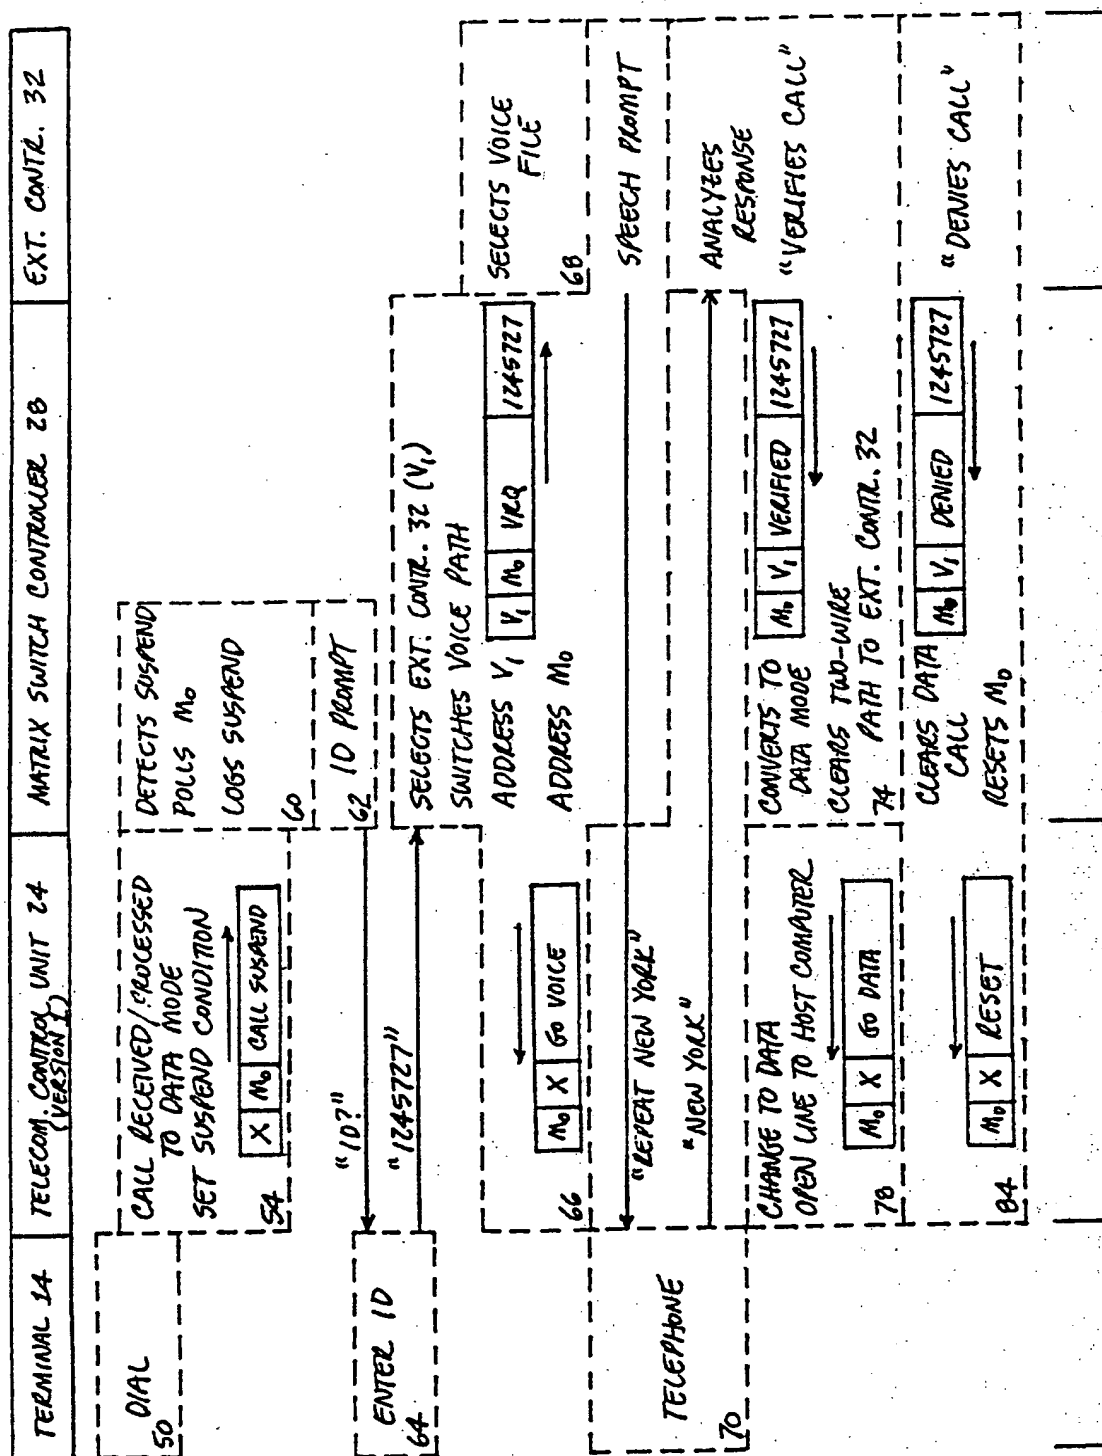 TERMINAL 14
TELECOM. CONTROL UNIT 24
(VERSION I)
MATRIX SWITCH CONTROLLER 28
EXT. CONTR. 32
DIAL
50
CALL RECEIVED/PROCESSED
TO DATA MODE
SET SUSPEND CONDITION
X M₀ CALL SUSPEND
54
DETECTS SUSPEND
POLLS M₀
LOGS SUSPEND
60
ID PROMPT
62
"ID?"
ENTER ID
64
"1245727"
SELECTS EXT. CONTR. 32 (V₁)
SWITCHES VOICE PATH
ADDRESS V₁
V₁ M₀ VRQ 1245727
ADDRESS M₀
SELECTS VOICE
FILE
68
M₀ X GO VOICE
66
SPEECH PROMPT
"REPEAT NEW YORK"
TELEPHONE
70
"NEW YORK"
ANALYZES
RESPONSE
"VERIFIES CALL"
M₀ V₁ VERIFIED 1245727
CONVERTS TO
DATA MODE
CLEARS TWO-WIRE
PATH TO EXT. CONTR. 32
74
CHANGE TO DATA
OPEN LINE TO HOST COMPUTER
M₀ X GO DATA
78
"DENIES CALL"
M₀ V₁ DENIED 1245727
CLEARS DATA
CALL
RESETS M₀
M₀ X RESET
84